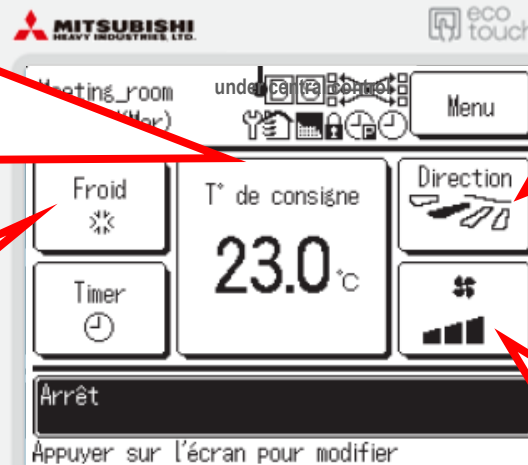 MITSUBISHI
HEAVY INDUSTRIES, LTD.
eco
touch
Meeting_room
under central control
Menu
Froid
T° de consigne
Direction
23.0 °C
Timer
Arrêt
Appuyer sur l'écran pour modifier